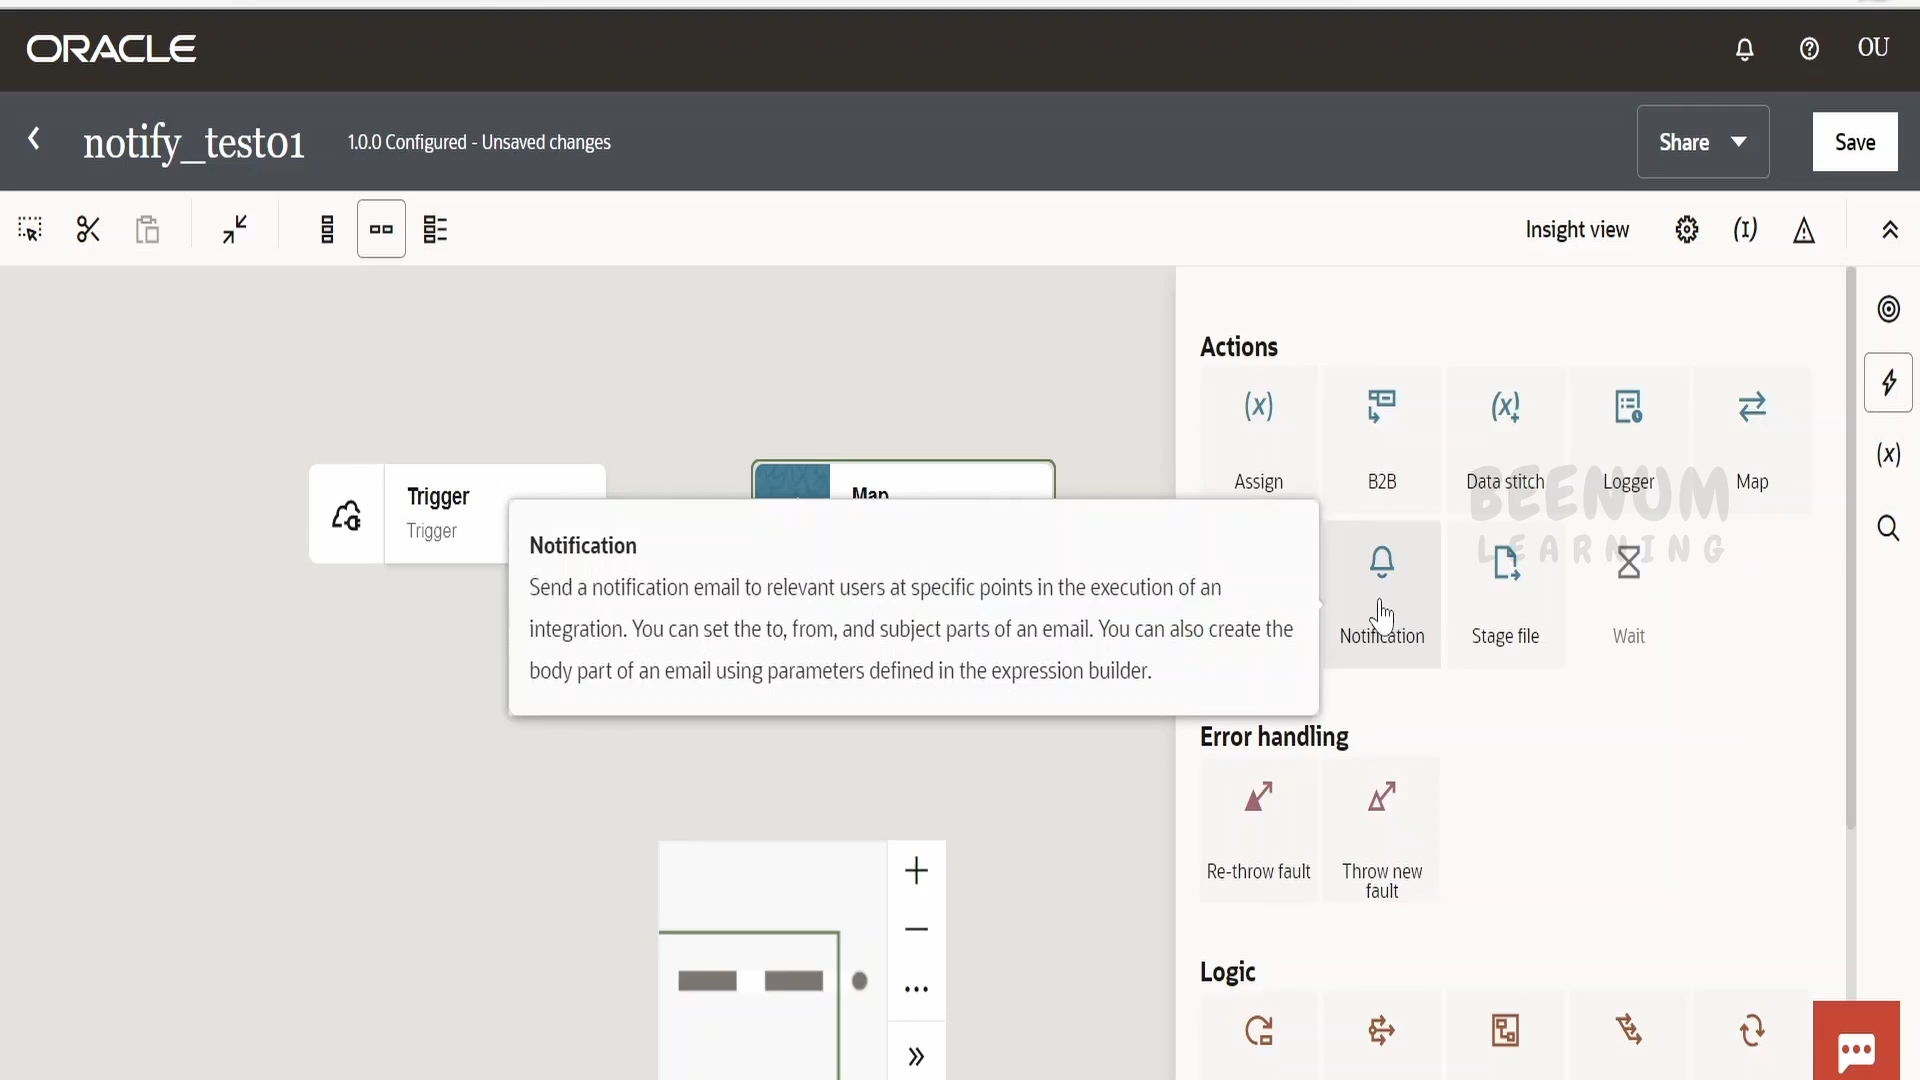 ORACLE
OU
notify_test01
1.0.0 Configured - Unsaved changes
Share
Save
Insight view
Actions
Assign
B2B
Data stitch
Logger
Map
BEENUM
LEARNING
Trigger
Trigger
Map
Notification
Send a notification email to relevant users at specific points in the execution of an
integration. You can set the to, from, and subject parts of an email. You can also create the
body part of an email using parameters defined in the expression builder.
Notification
Stage file
Wait
Error handling
Re-throw fault
Throw new
fault
Logic